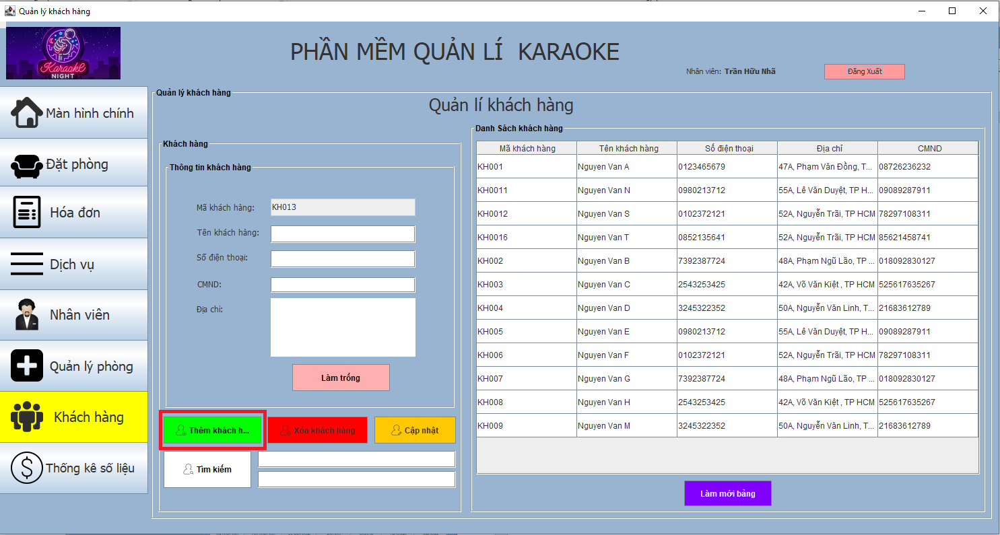 Quản lý khách hàng
Karaoke
NIGHT
PHẦN MỀM QUẢN LÍ KARAOKE
Nhân viên: Trần Hữu Nhã
Đăng Xuất
Màn hình chính
Đặt phòng
Hóa đơn
Dịch vụ
Nhân viên
Quản lý phòng
Khách hàng
Thống kê số liệu
Quản lý khách hàng
Quản lí khách hàng
Khách hàng
Thông tin khách hàng
Mã khách hàng: KH013
Tên khách hàng:
Số điện thoại:
CMND:
Địa chỉ:
Làm trống
Thêm khách h... Xóa khách hàng Cập nhật
Tìm kiếm
Danh Sách khách hàng
Mã khách hàng Tên khách hàng Số điện thoại Địa chỉ CMND
KH001 Nguyen Van A 0123465679 47A, Phạm Văn Đồng, T... 08726236232
KH0011 Nguyen Van N 0980213712 55A, Lê Văn Duyệt, TP H... 09089287911
KH0012 Nguyen Van S 0102372121 52A, Nguyễn Trãi, TP HCM 78297108311
KH0016 Nguyen Van T 0852135641 52A, Nguyễn Trãi, TP HCM 85621458741
KH002 Nguyen Van B 7392387724 48A, Phạm Ngũ Lão, TP ... 018092830127
KH003 Nguyen Van C 2543253425 42A, Võ Văn Kiệt , TP HCM 525617635267
KH004 Nguyen Van D 3245322352 50A, Nguyễn Văn Linh, T... 21683612789
KH005 Nguyen Van E 0980213712 55A, Lê Văn Duyệt, TP H... 09089287911
KH006 Nguyen Van F 0102372121 52A, Nguyễn Trãi, TP HCM 78297108311
KH007 Nguyen Van G 7392387724 48A, Phạm Ngũ Lão, TP ... 018092830127
KH008 Nguyen Van H 2543253425 42A, Võ Văn Kiệt , TP HCM 525617635267
KH009 Nguyen Van M 3245322352 50A, Nguyễn Văn Linh, T... 21683612789
Làm mới bảng